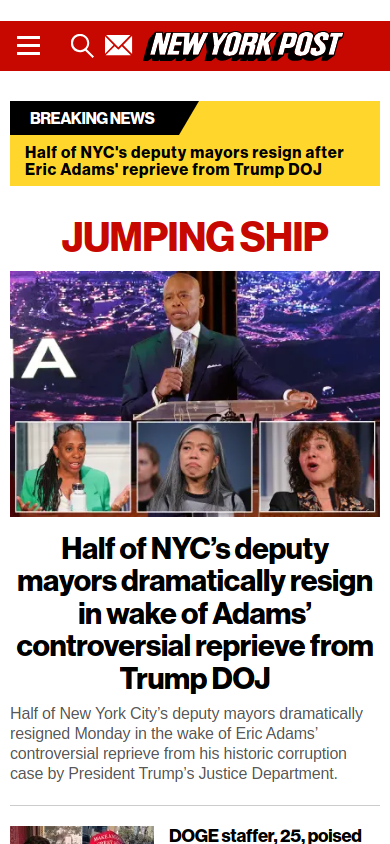 NEW YORK POST
BREAKING NEWS
Half of NYC's deputy mayors resign after
Eric Adams' reprieve from Trump DOJ
JUMPING SHIP
IA
Half of NYC’s deputy
mayors dramatically resign
in wake of Adams’
controversial reprieve from
Trump DOJ
Half of New York City’s deputy mayors dramatically
resigned Monday in the wake of Eric Adams’
controversial reprieve from his historic corruption
case by President Trump’s Justice Department.
DOGE staffer, 25, poised